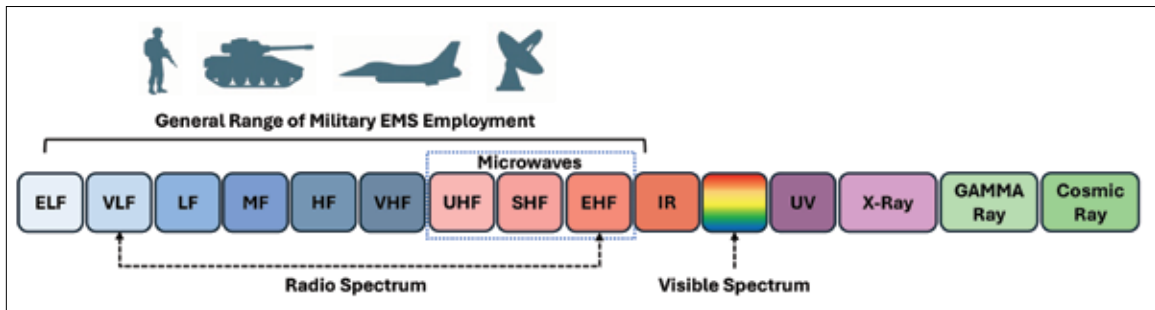 General Range of Military EMS Employment
Microwaves
ELF VLF LF MF HF VHF UHF SHF EHF IR UV X-Ray GAMMA Ray Cosmic Ray
Radio Spectrum
Visible Spectrum